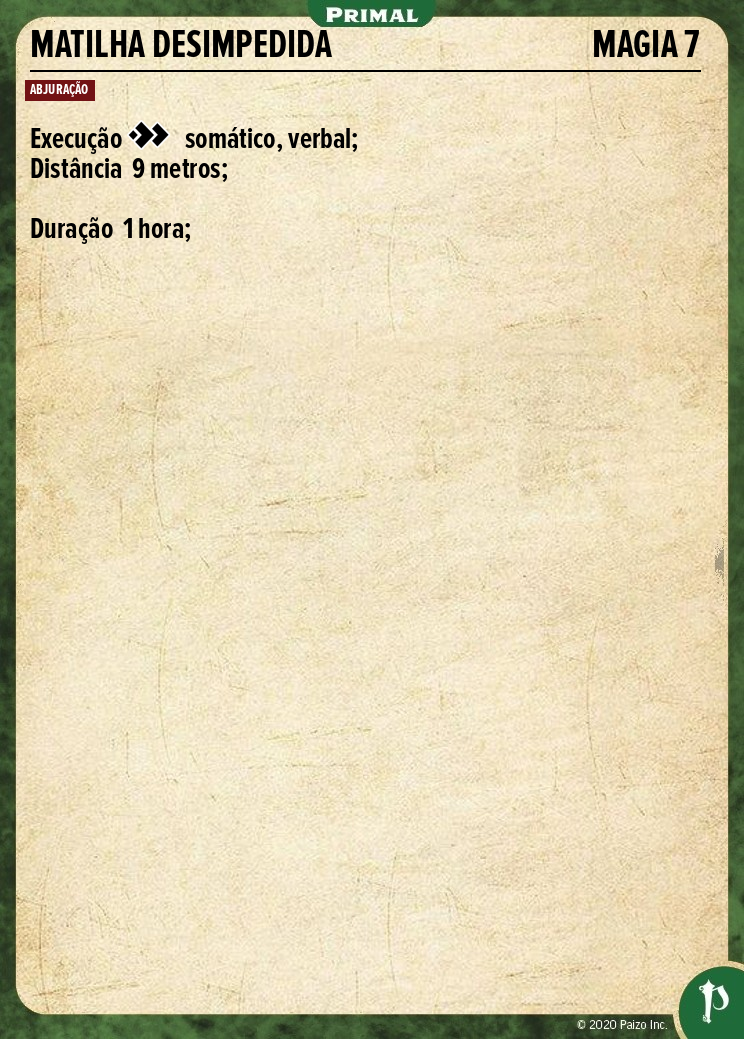 PRIMAL
MATILHA DESIMPEDIDA MAGIA 7
ABJURAÇÃO
Execução somático, verbal;
Distância 9 metros;
Duração 1 hora;
© 2020 Paizo Inc.
P